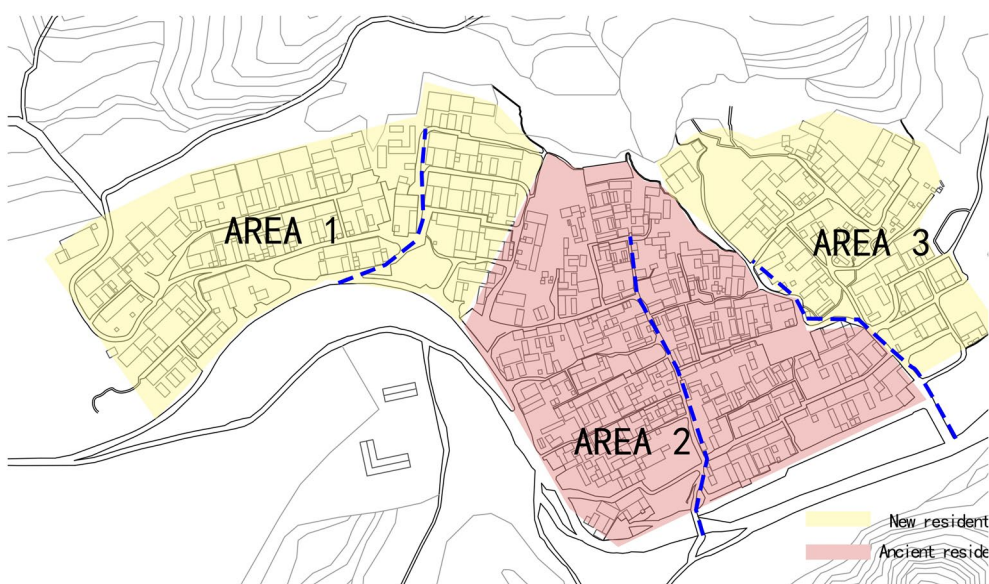 AREA 1
AREA 3
AREA 2
New resident
Ancient reside